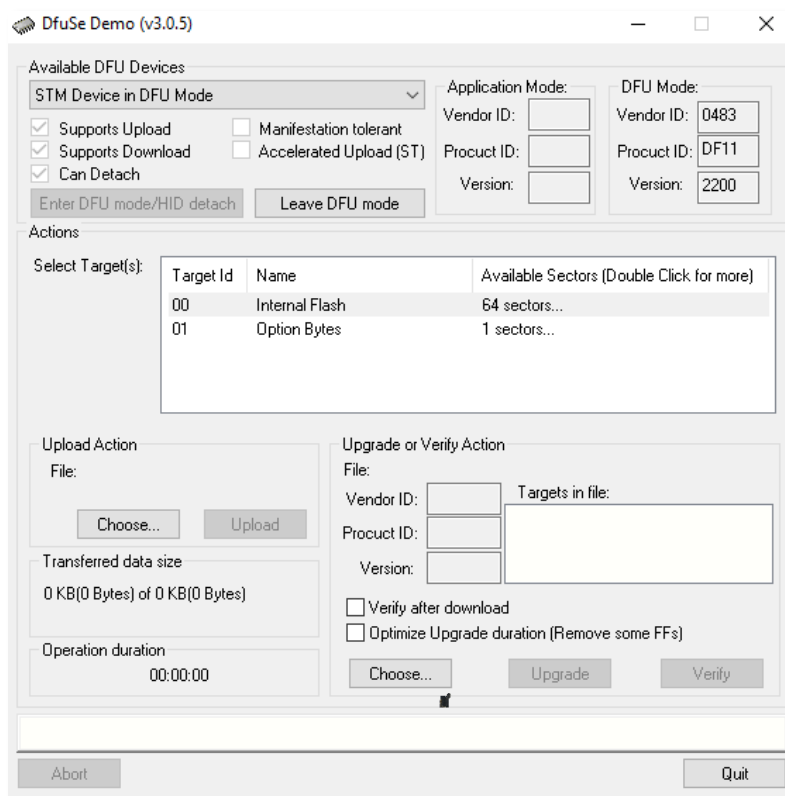 DfuSe Demo (v3.0.5)
Available DFU Devices
STM Device in DFU Mode
Supports Upload
Manifestation tolerant
Supports Download
Accelerated Upload (ST)
Can Detach
Enter DFU mode/HID detach
Leave DFU mode
Application Mode:
Vendor ID:
Procuct ID:
Version:
DFU Mode:
Vendor ID: 0483
Procuct ID: DF11
Version: 2200
Actions
Select Target(s):
Target Id Name Available Sectors (Double Click for more)
00 Internal Flash 64 sectors...
01 Option Bytes 1 sectors...
Upload Action
File:
Choose... Upload
Transferred data size
0 KB(0 Bytes) of 0 KB(0 Bytes)
Operation duration
00:00:00
Upgrade or Verify Action
File:
Vendor ID:
Procuct ID:
Version:
Targets in file:
Verify after download
Optimize Upgrade duration (Remove some FFs)
Choose... Upgrade Verify
Abort Quit